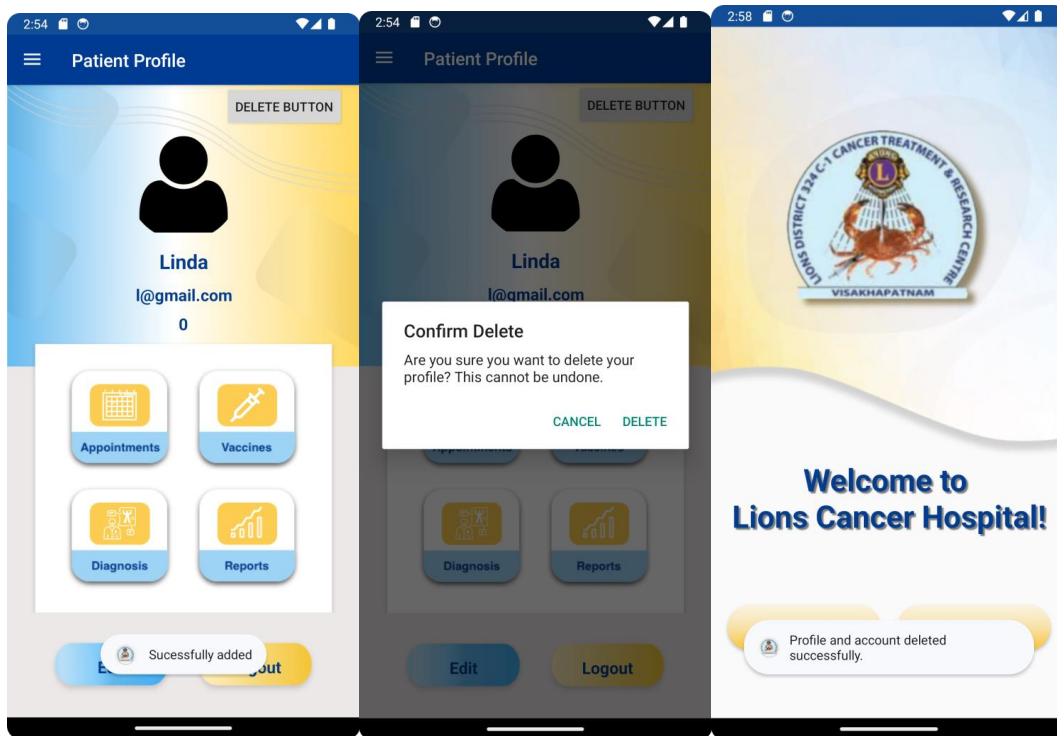 2:54
Patient Profile
DELETE BUTTON
Linda
l@gmail.com
0
Appointments
Vaccines
Diagnosis
Reports
Sucessfully added
2:54
Patient Profile
DELETE BUTTON
Linda
l@gmail.com
Confirm Delete
Are you sure you want to delete your
profile? This cannot be undone.
CANCEL DELETE
Diagnosis
Reports
Edit
Logout
2:58
LIONS DISTRICT 324 C-1 CANCER TREATMENT & RESEARCH CENTRE
LIONS
L
VISAKHAPATNAM
Welcome to
Lions Cancer Hospital!
Profile and account deleted
successfully.